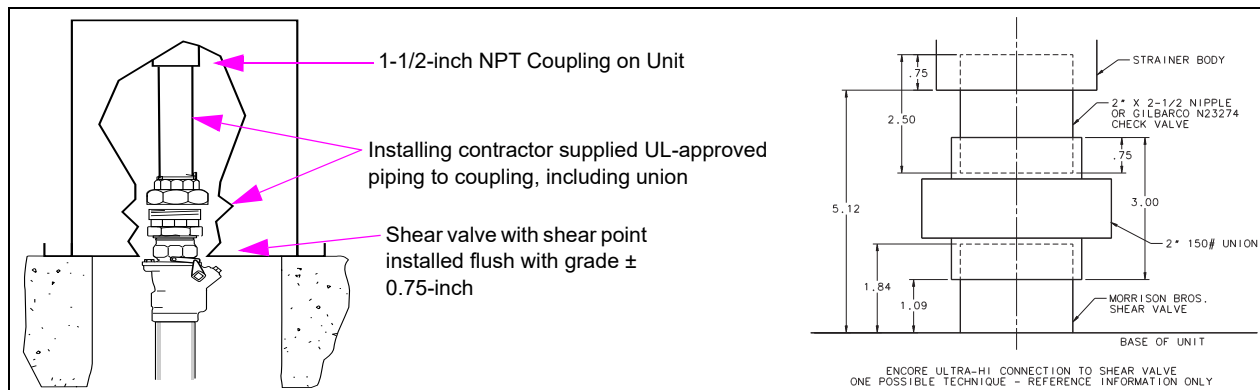 1-1/2-inch NPT Coupling on Unit
Installing contractor supplied UL-approved
piping to coupling, including union
Shear valve with shear point
installed flush with grade ±
0.75-inch
.75
STRAINER BODY
2" X 2-1/2 NIPPLE
OR GILBARCO N23274
CHECK VALVE
2.50
.75
5.12
3.00
2" 150# UNION
1.84
1.09
MORRISON BROS.
SHEAR VALVE
BASE OF UNIT
ENCORE ULTRA-HI CONNECTION TO SHEAR VALVE
ONE POSSIBLE TECHNIQUE - REFERENCE INFORMATION ONLY